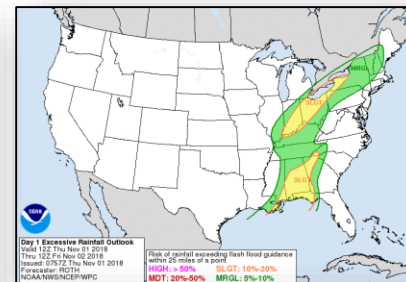 MRGL
SLGT
SLGT
NOAA
Day 1 Excessive Rainfall Outlook
Valid 12Z Thu Nov 01 2018
Thru 12Z Fri Nov 02 2018
Issued: 0757Z Thu Nov 01 2018
Forecaster: ROTH
NOAA/NWS/NCEP/WPC
Risk of rainfall exceeding flash flood guidance
within 25 miles of a point
HIGH: > 50% SLGT: 10%-20%
MDT: 20%-50% MRGL: 5%-10%